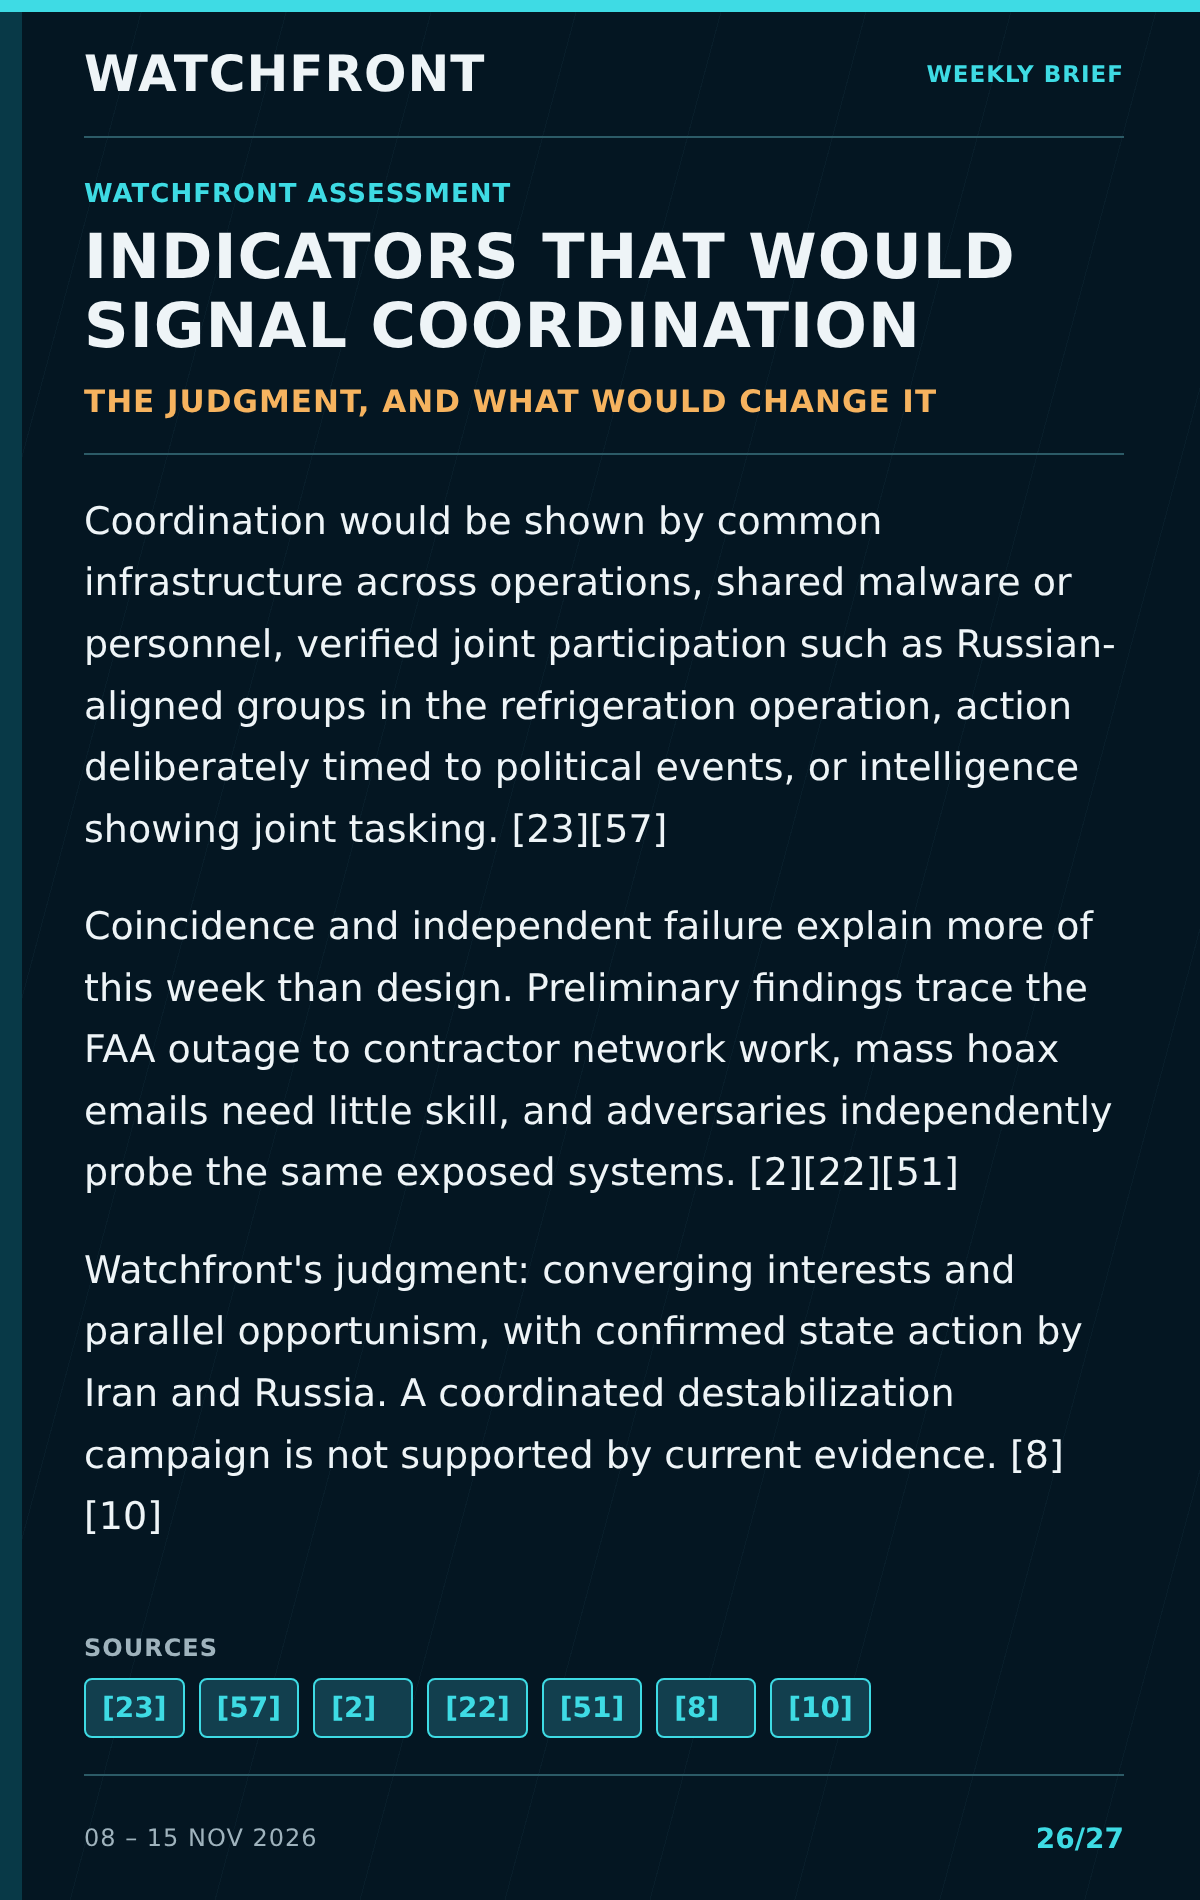 WATCHFRONT
WEEKLY BRIEF
WATCHFRONT ASSESSMENT
INDICATORS THAT WOULD
SIGNAL COORDINATION
THE JUDGMENT, AND WHAT WOULD CHANGE IT
Coordination would be shown by common
infrastructure across operations, shared malware or
personnel, verified joint participation such as Russian-
aligned groups in the refrigeration operation, action
deliberately timed to political events, or intelligence
showing joint tasking. [23][57]
Coincidence and independent failure explain more of
this week than design. Preliminary findings trace the
FAA outage to contractor network work, mass hoax
emails need little skill, and adversaries independently
probe the same exposed systems. [2][22][51]
Watchfront's judgment: converging interests and
parallel opportunism, with confirmed state action by
Iran and Russia. A coordinated destabilization
campaign is not supported by current evidence. [8]
[10]
SOURCES
[23] [57] [2] [22] [51] [8] [10]
08 – 15 NOV 2026
26/27